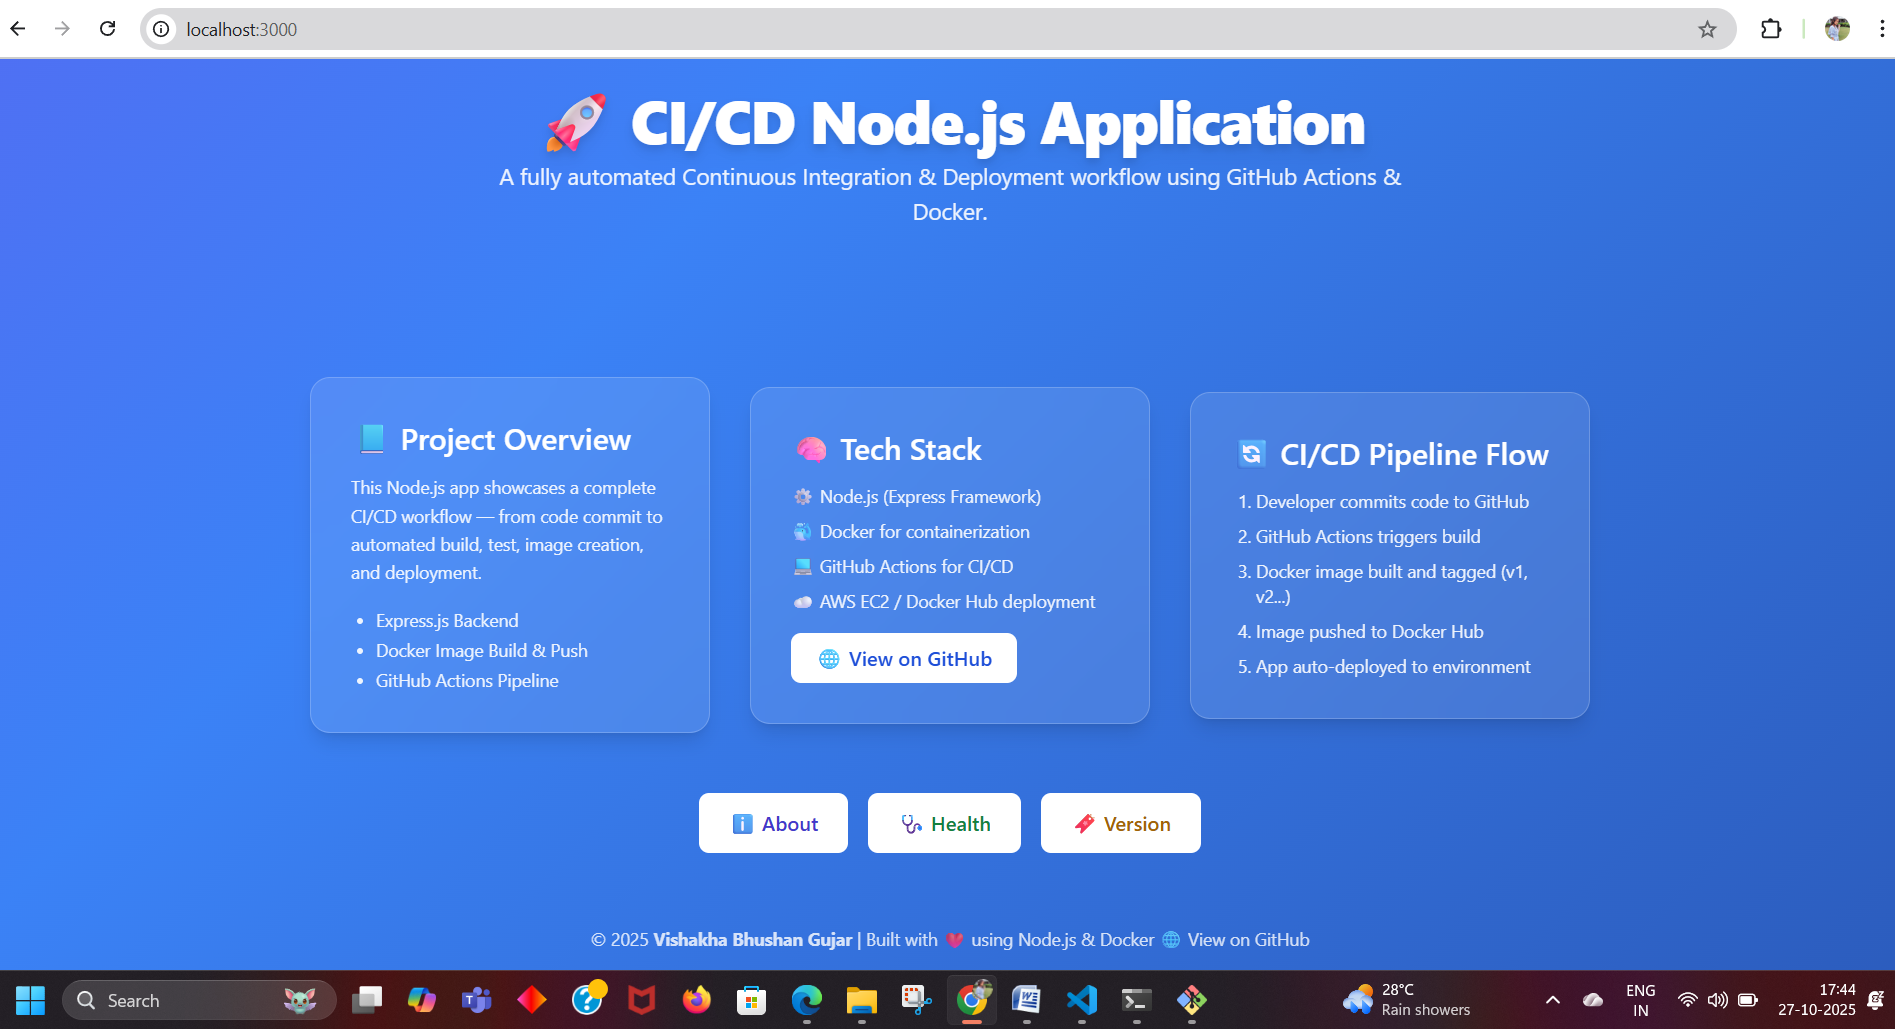 localhost:3000
🚀 CI/CD Node.js Application
A fully automated Continuous Integration & Deployment workflow using GitHub Actions &
Docker.
📘 Project Overview
This Node.js app showcases a complete
CI/CD workflow — from code commit to
automated build, test, image creation,
and deployment.
• Express.js Backend
• Docker Image Build & Push
• GitHub Actions Pipeline
🧠 Tech Stack
⚙️ Node.js (Express Framework)
🐳 Docker for containerization
💻 GitHub Actions for CI/CD
☁️ AWS EC2 / Docker Hub deployment
🌐 View on GitHub
🔄 CI/CD Pipeline Flow
1. Developer commits code to GitHub
2. GitHub Actions triggers build
3. Docker image built and tagged (v1,
v2...)
4. Image pushed to Docker Hub
5. App auto-deployed to environment
ℹ️ About
🩺 Health
🔖 Version
© 2025 Vishakha Bhushan Gujar | Built with 💗 using Node.js & Docker 🌐 View on GitHub
Search
28°C
Rain showers
ENG
IN
17:44
27-10-2025